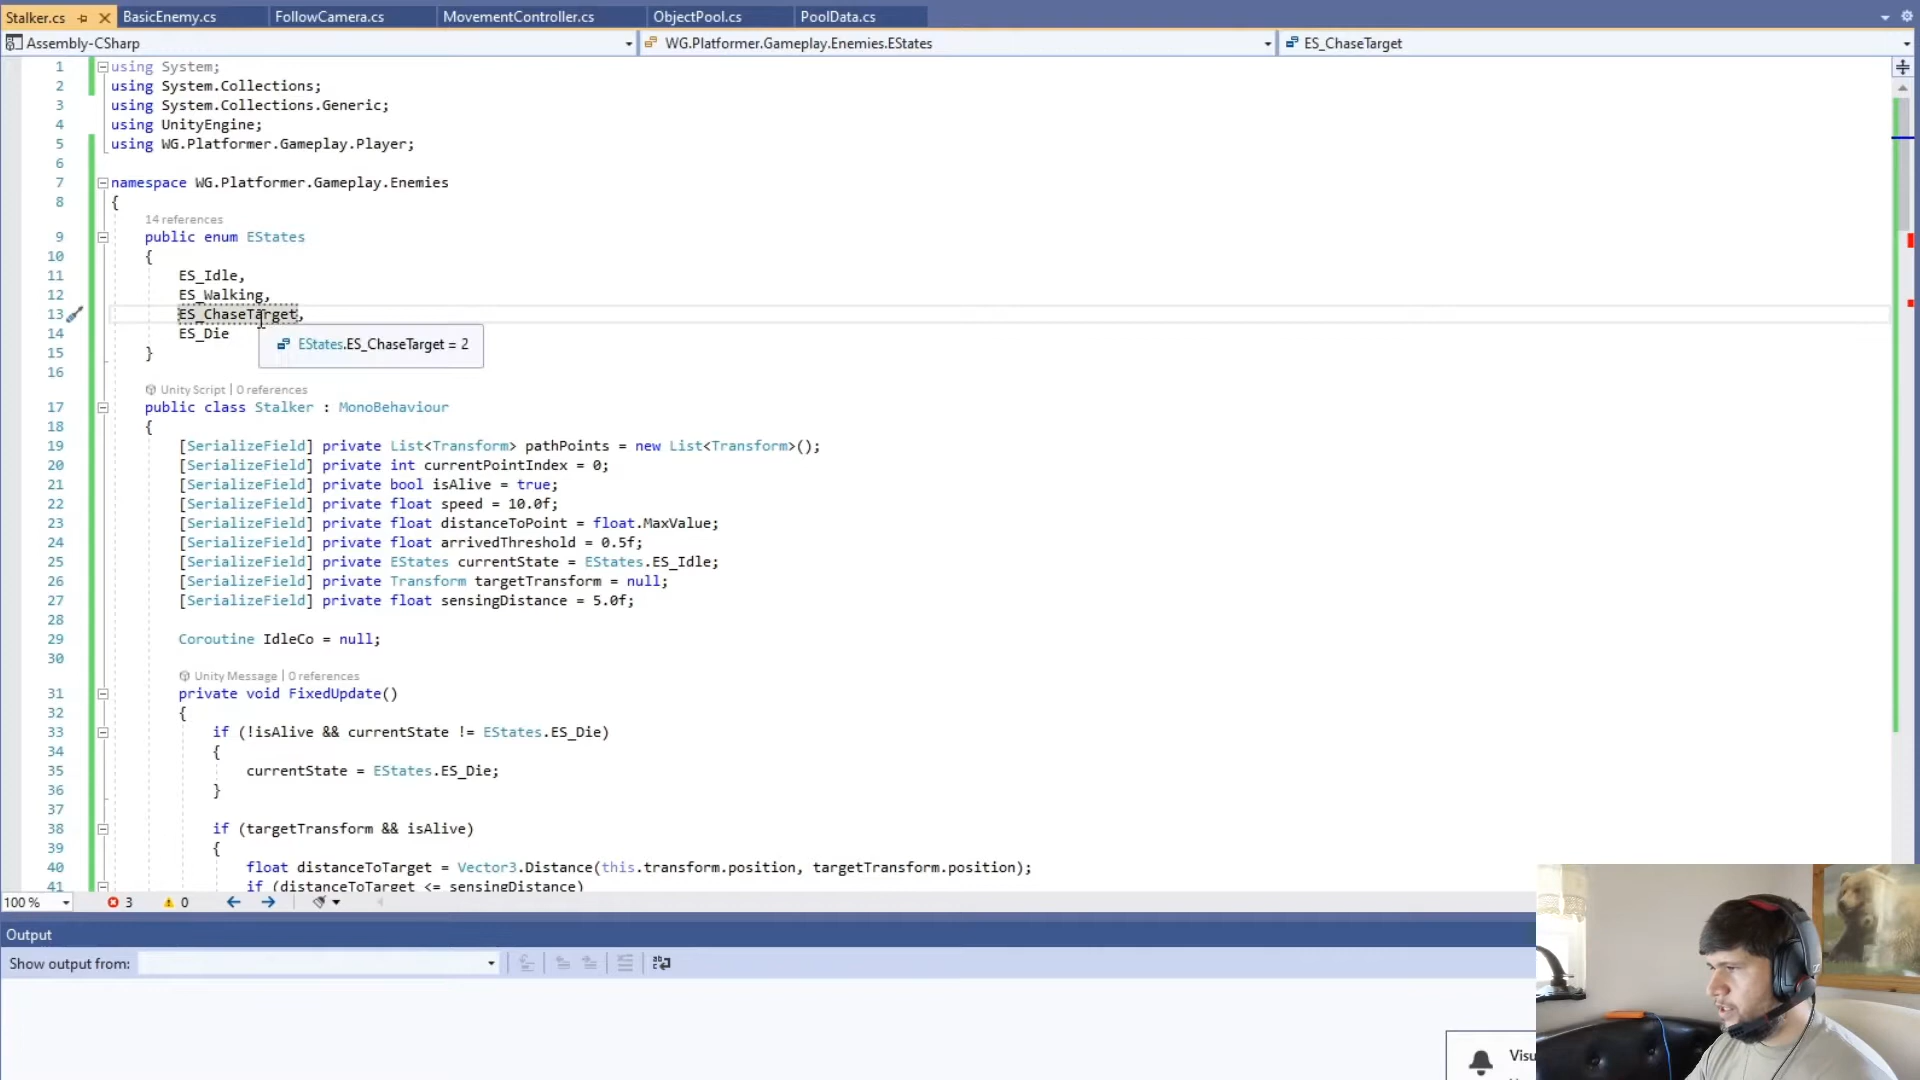 Stalker.cs
BasicEnemy.cs
FollowCamera.cs
MovementController.cs
ObjectPool.cs
PoolData.cs
Assembly-CSharp
WG.Platformer.Gameplay.Enemies.EStates
ES_ChaseTarget
1 using System;
2 using System.Collections;
3 using System.Collections.Generic;
4 using UnityEngine;
5 using WG.Platformer.Gameplay.Player;
6
7 namespace WG.Platformer.Gameplay.Enemies
8 {
14 references
9 public enum EStates
10 {
11 ES_Idle,
12 ES_Walking,
13 ES_ChaseTarget,
14 ES_Die
EStates.ES_ChaseTarget = 2
15 }
16
Unity Script | 0 references
17 public class Stalker : MonoBehaviour
18 {
19 [SerializeField] private List<Transform> pathPoints = new List<Transform>();
20 [SerializeField] private int currentPointIndex = 0;
21 [SerializeField] private bool isAlive = true;
22 [SerializeField] private float speed = 10.0f;
23 [SerializeField] private float distanceToPoint = float.MaxValue;
24 [SerializeField] private float arrivedThreshold = 0.5f;
25 [SerializeField] private EStates currentState = EStates.ES_Idle;
26 [SerializeField] private Transform targetTransform = null;
27 [SerializeField] private float sensingDistance = 5.0f;
28
29 Coroutine IdleCo = null;
30
Unity Message | 0 references
31 private void FixedUpdate()
32 {
33 if (!isAlive && currentState != EStates.ES_Die)
34 {
35 currentState = EStates.ES_Die;
36 }
37
38 if (targetTransform && isAlive)
39 {
40 float distanceToTarget = Vector3.Distance(this.transform.position, targetTransform.position);
41 if (distanceToTarget <= sensingDistance)
100 %
3
0
Output
Show output from:
Visu